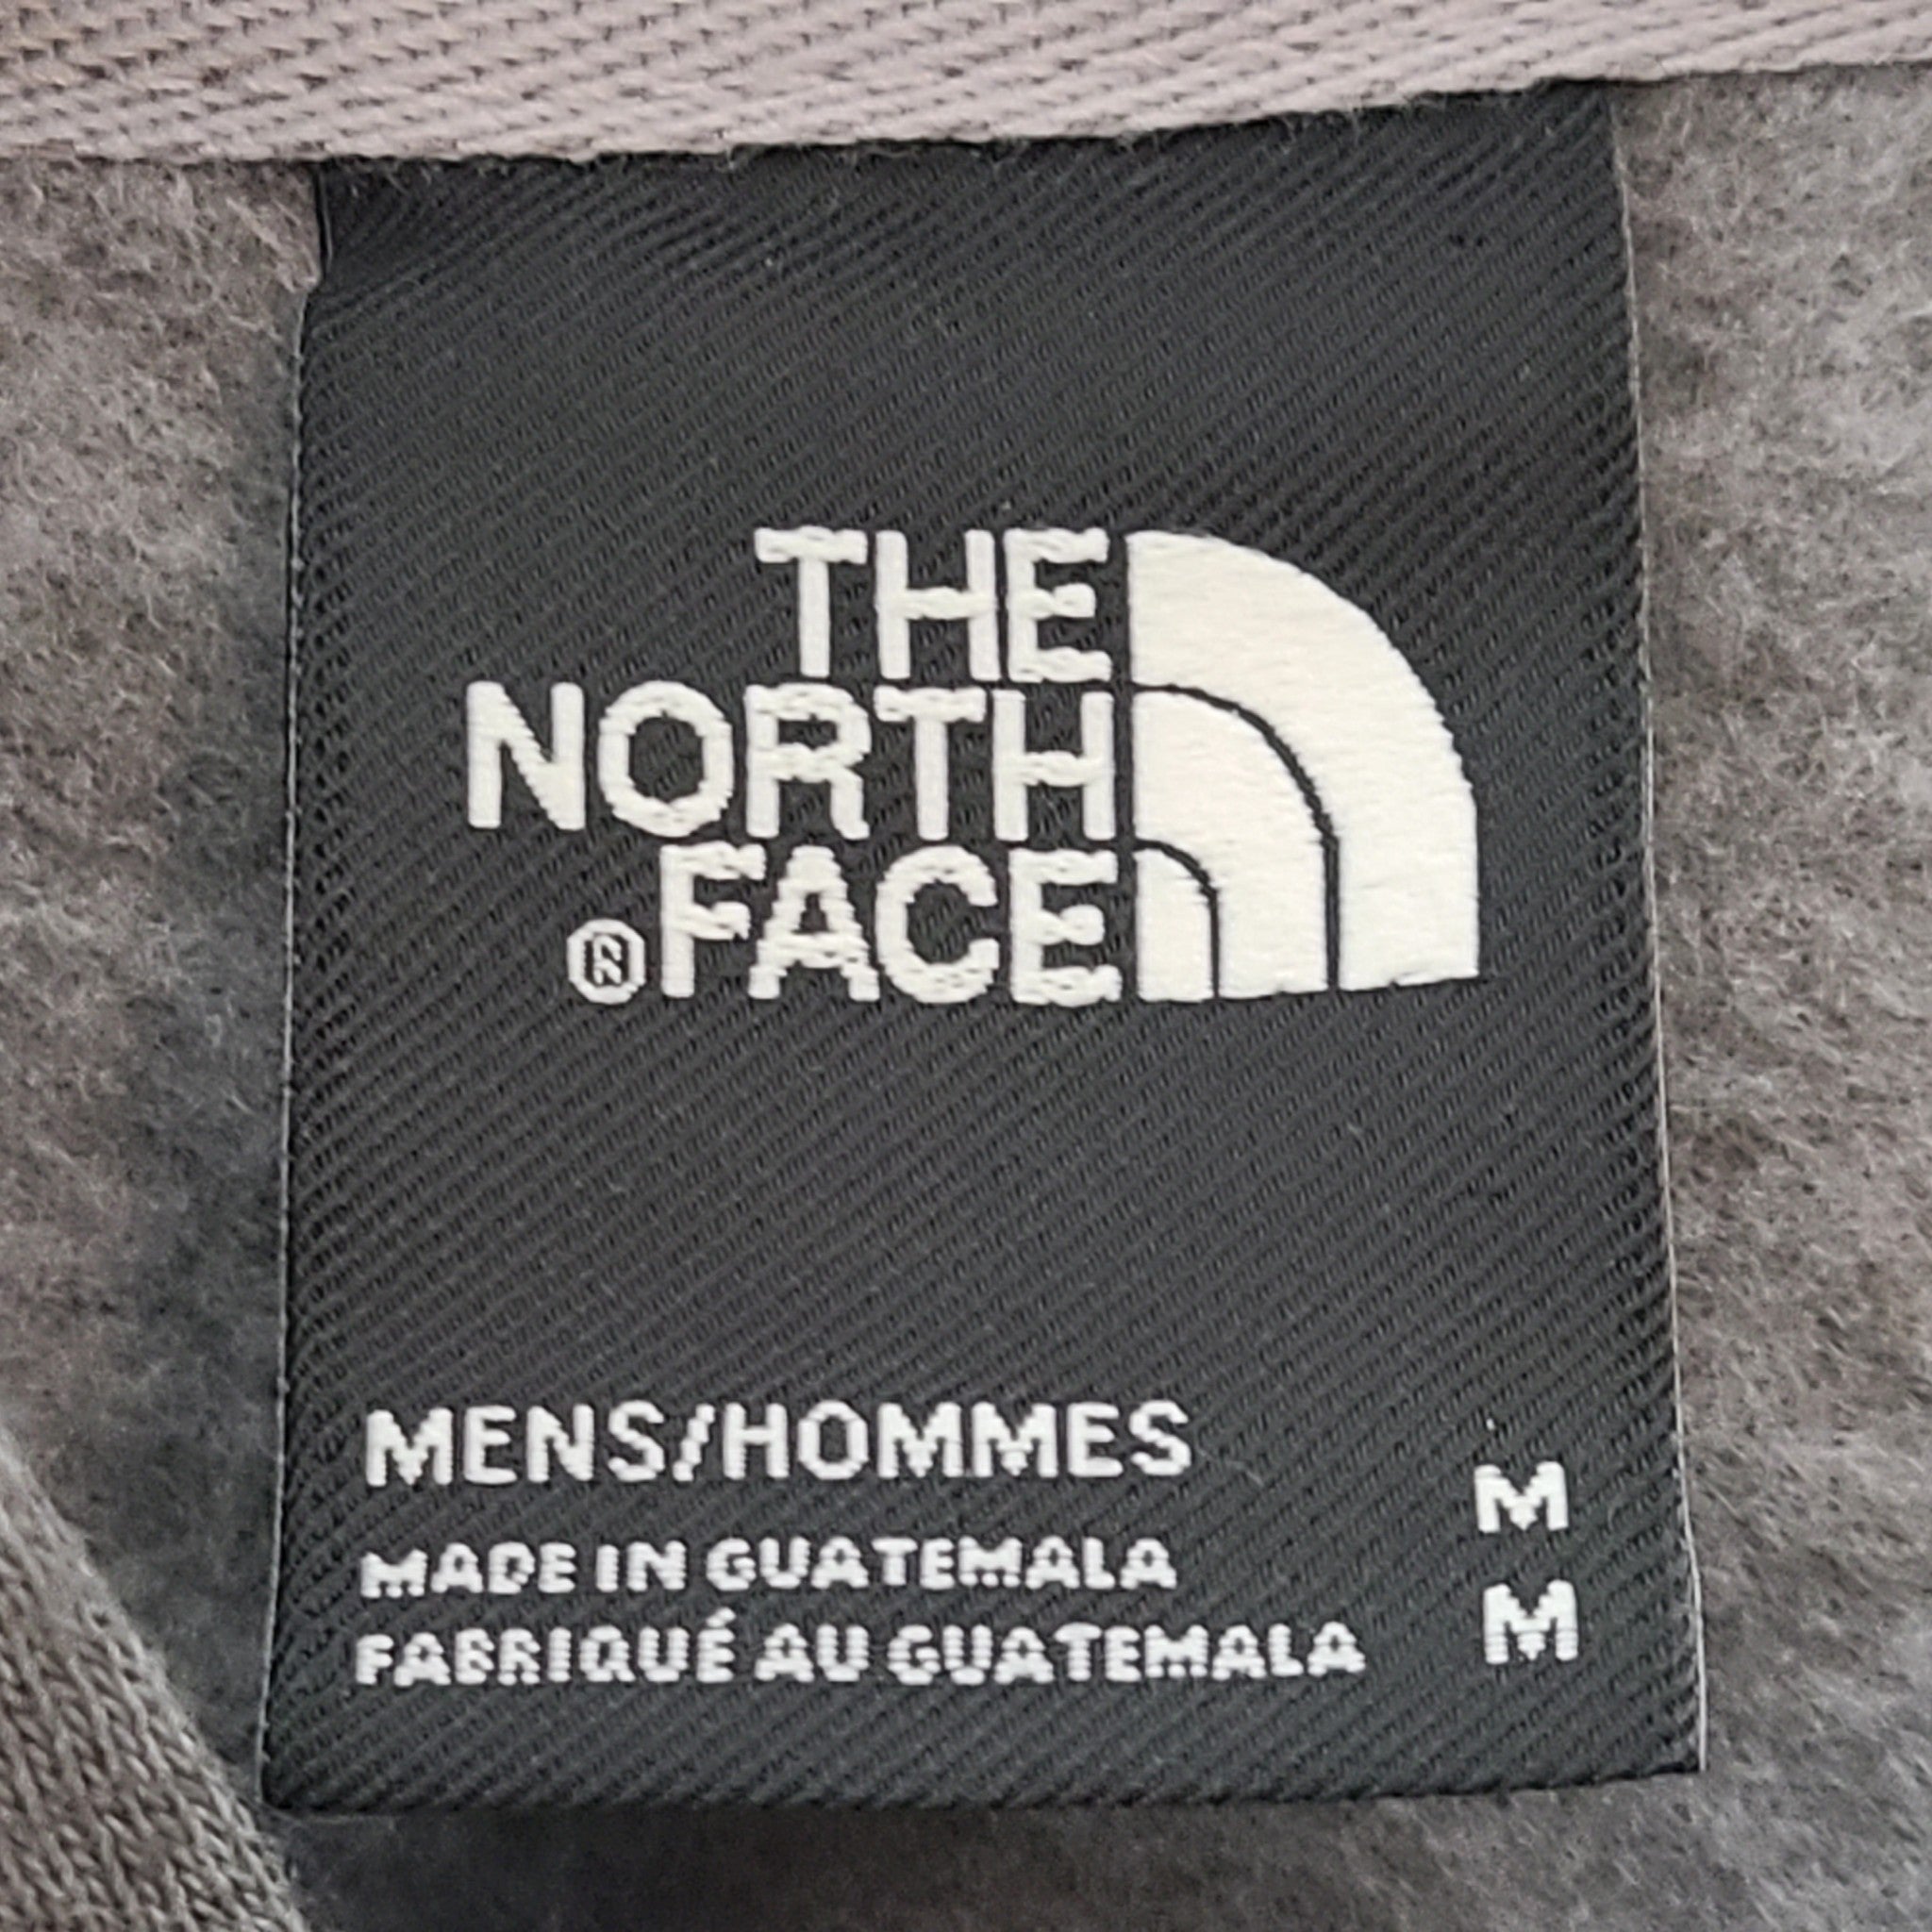 THE
NORTH
®FACE
MENS/HOMMES
M
MADE IN GUATEMALA
FABRIQUÉ AU GUATEMALA
M